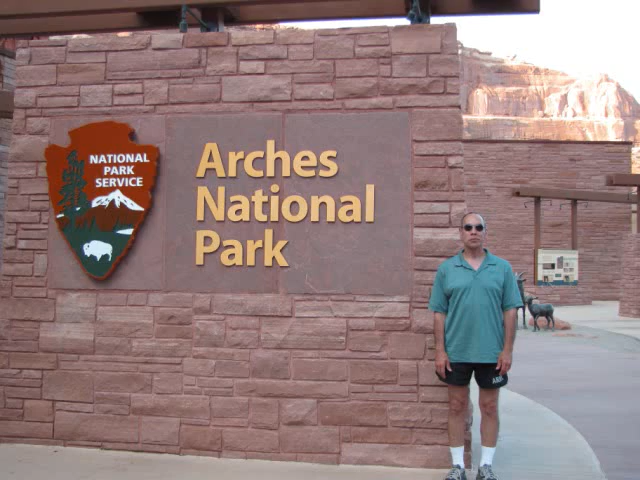 NATIONAL
PARK
SERVICE
Arches
National
Park